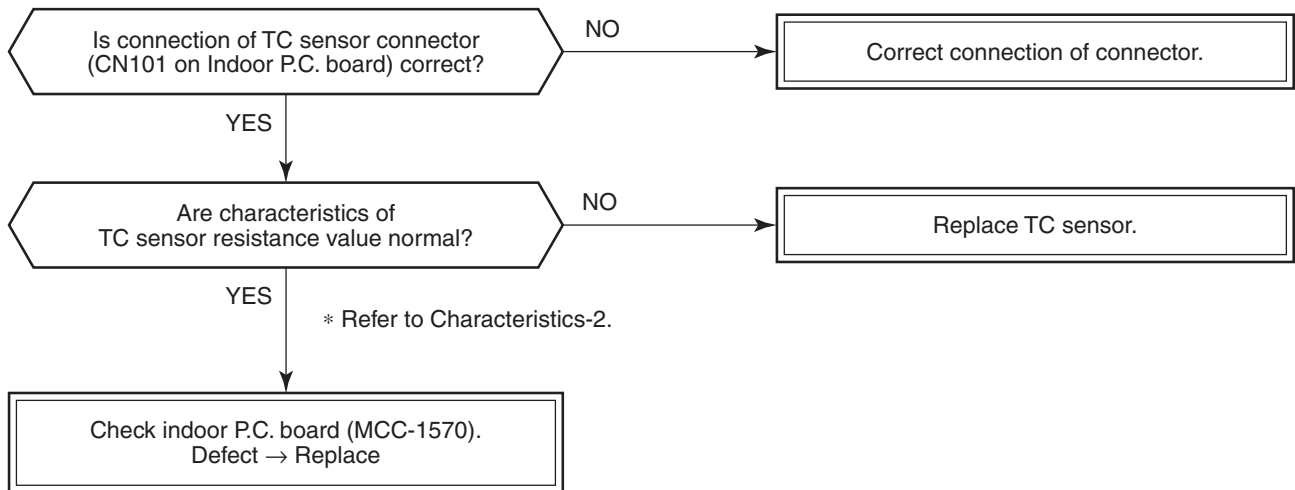 Is connection of TC sensor connector
(CN101 on Indoor P.C. board) correct?
NO
Correct connection of connector.
YES
Are characteristics of
TC sensor resistance value normal?
NO
Replace TC sensor.
YES
* Refer to Characteristics-2.
Check indoor P.C. board (MCC-1570).
Defect → Replace